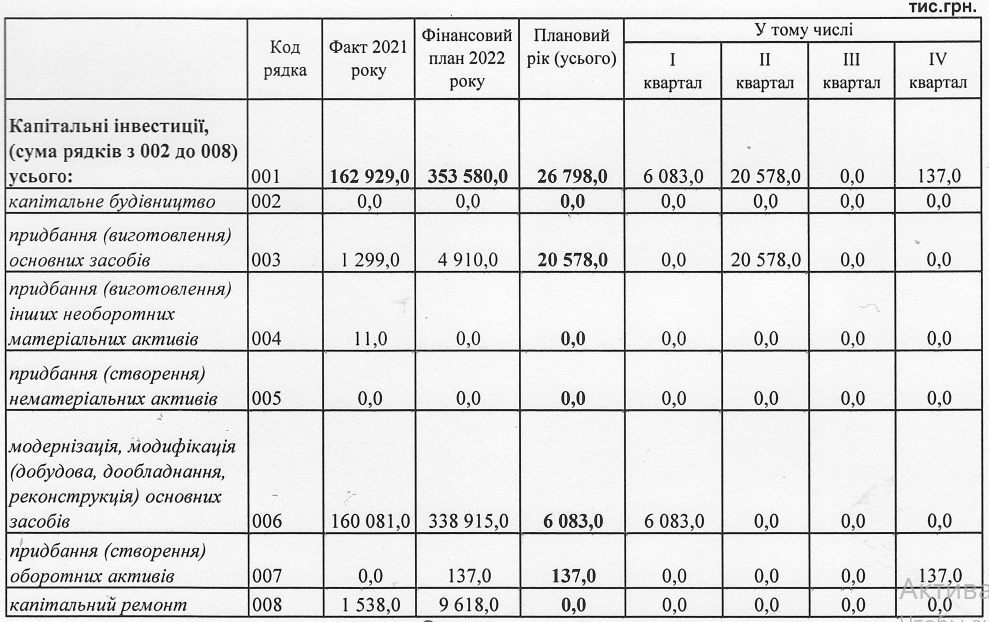 тис.грн.
Код рядка Факт 2021 року Фінансовий план 2022 року Плановий рік (усього) У тому числі
I квартал II квартал III квартал IV квартал
Капітальні інвестиції,
(сума рядків з 002 до 008)
усього: 001 162 929,0 353 580,0 26 798,0 6 083,0 20 578,0 0,0 137,0
капітальне будівництво 002 0,0 0,0 0,0 0,0 0,0 0,0 0,0
придбання (виготовлення)
основних засобів 003 1 299,0 4 910,0 20 578,0 0,0 20 578,0 0,0 0,0
придбання (виготовлення)
інших необоротних
матеріальних активів 004 11,0 0,0 0,0 0,0 0,0 0,0 0,0
придбання (створення)
нематеріальних активів 005 0,0 0,0 0,0 0,0 0,0 0,0 0,0
модернізація, модифікація
(добудова, дообладнання,
реконструкція) основних
засобів 006 160 081,0 338 915,0 6 083,0 6 083,0 0,0 0,0 0,0
придбання (створення)
оборотних активів 007 0,0 137,0 137,0 0,0 0,0 0,0 137,0
капітальний ремонт 008 1 538,0 9 618,0 0,0 0,0 0,0 0,0 0,0